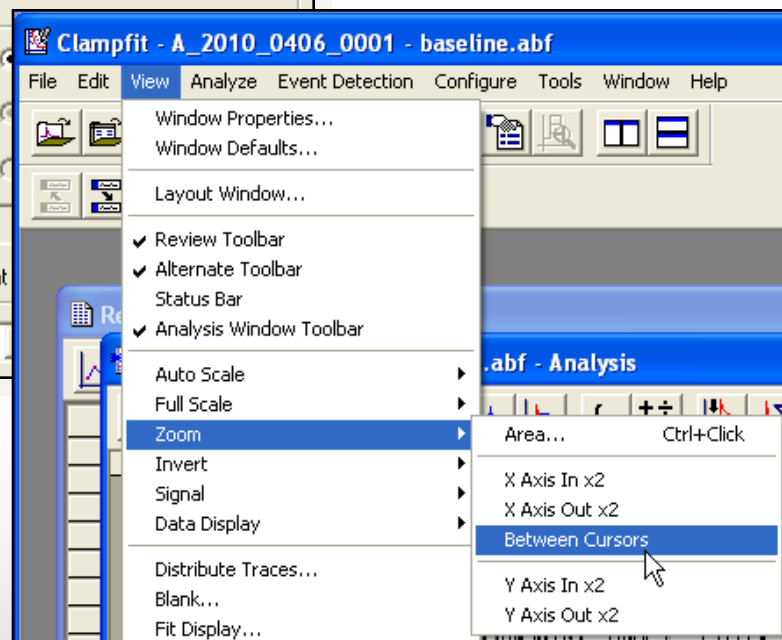 Clampfit - A_2010_0406_0001 - baseline.abf
File Edit View Analyze Event Detection Configure Tools Window Help
Window Properties...
Window Defaults...
Layout Window...
Review Toolbar
Alternate Toolbar
Status Bar
Analysis Window Toolbar
.abf - Analysis
Auto Scale
Full Scale
Zoom
Invert
Signal
Data Display
Distribute Traces...
Blank...
Fit Display...
Area... Ctrl+Click
X Axis In x2
X Axis Out x2
Between Cursors
Y Axis In x2
Y Axis Out x2